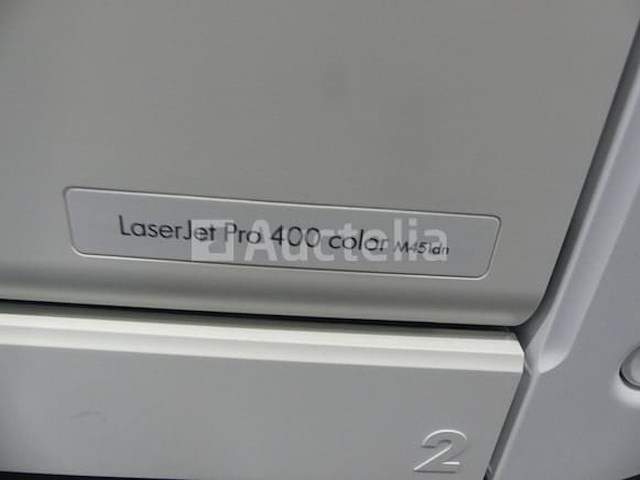 LaserJet Pro 400 color M451dn
Auctelia
2